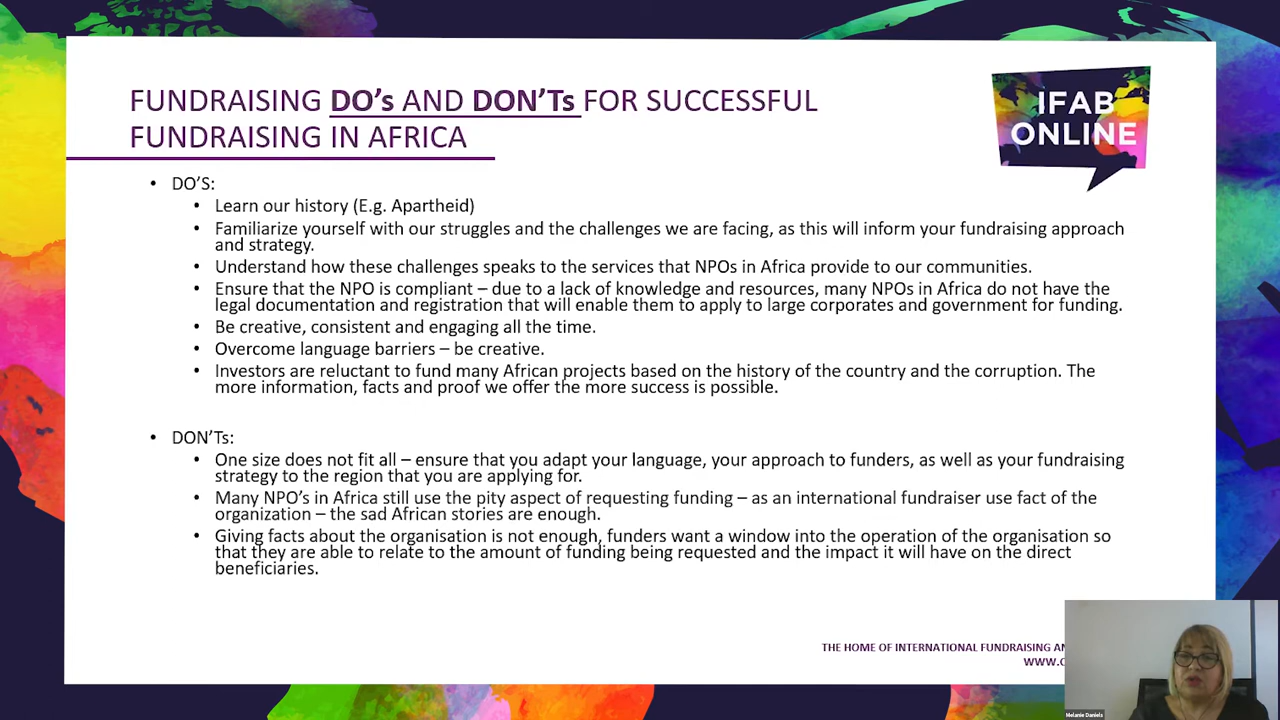 FUNDRAISING DO's AND DON'Ts FOR SUCCESSFUL
FUNDRAISING IN AFRICA
IFAB
ONLINE
• DO'S:
• Learn our history (E.g. Apartheid)
• Familiarize yourself with our struggles and the challenges we are facing, as this will inform your fundraising approach
and strategy.
• Understand how these challenges speaks to the services that NPOs in Africa provide to our communities.
• Ensure that the NPO is compliant – due to a lack of knowledge and resources, many NPOs in Africa do not have the
legal documentation and registration that will enable them to apply to large corporates and government for funding.
• Be creative, consistent and engaging all the time.
• Overcome language barriers – be creative.
• Investors are reluctant to fund many African projects based on the history of the country and the corruption. The
more information, facts and proof we offer the more success is possible.
• DON'Ts:
• One size does not fit all – ensure that you adapt your language, your approach to funders, as well as your fundraising
strategy to the region that you are applying for.
• Many NPO's in Africa still use the pity aspect of requesting funding – as an international fundraiser use fact of the
organization – the sad African stories are enough.
• Giving facts about the organisation is not enough, funders want a window into the operation of the organisation so
that they are able to relate to the amount of funding being requested and the impact it will have on the direct
beneficiaries.
THE HOME OF INTERNATIONAL FUNDRAISING
WWW.
Melanie Daniels